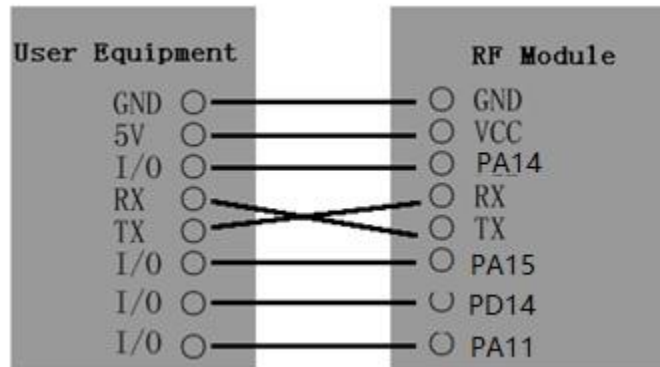 User Equipment
RF Module
GND
GND
5V
VCC
I/O
PA14
RX
RX
TX
TX
I/O
PA15
I/O
PD14
I/O
PA11